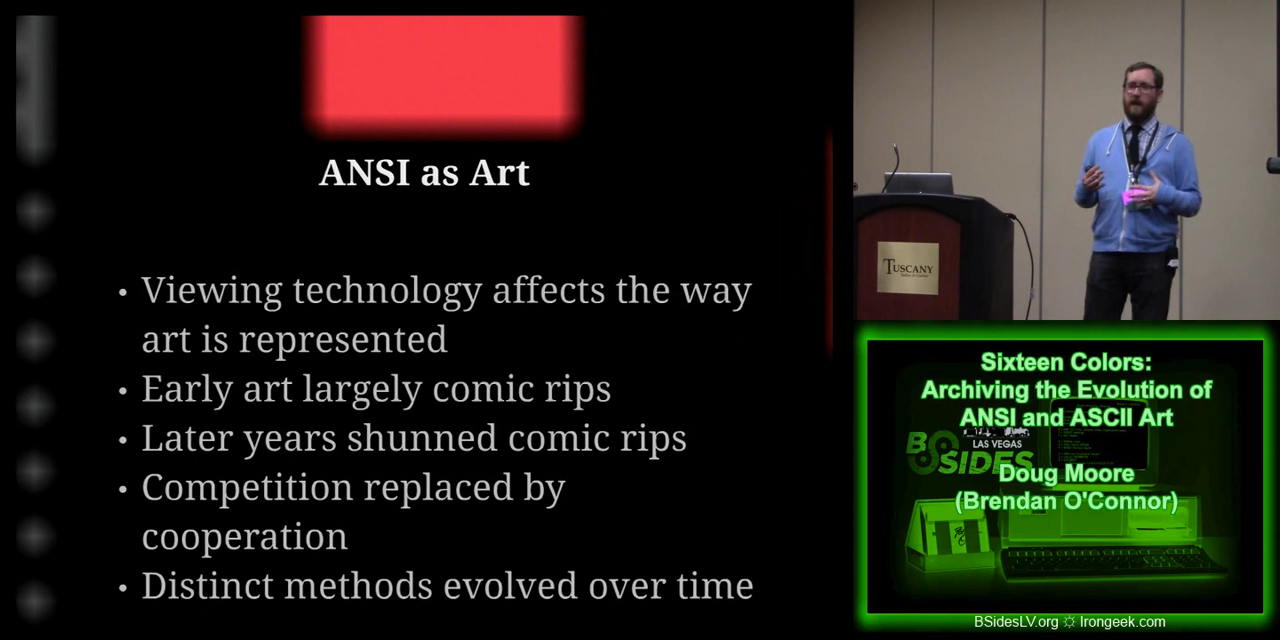 ANSI as Art
• Viewing technology affects the way
art is represented
• Early art largely comic rips
• Later years shunned comic rips
• Competition replaced by
cooperation
• Distinct methods evolved over time
TUSCANY
Sixteen Colors:
Archiving the Evolution of
ANSI and ASCII Art
LAS VEGAS
BSIDES
Doug Moore
(Brendan O'Connor)
BSidesLV.org ☼ Irongeek.com